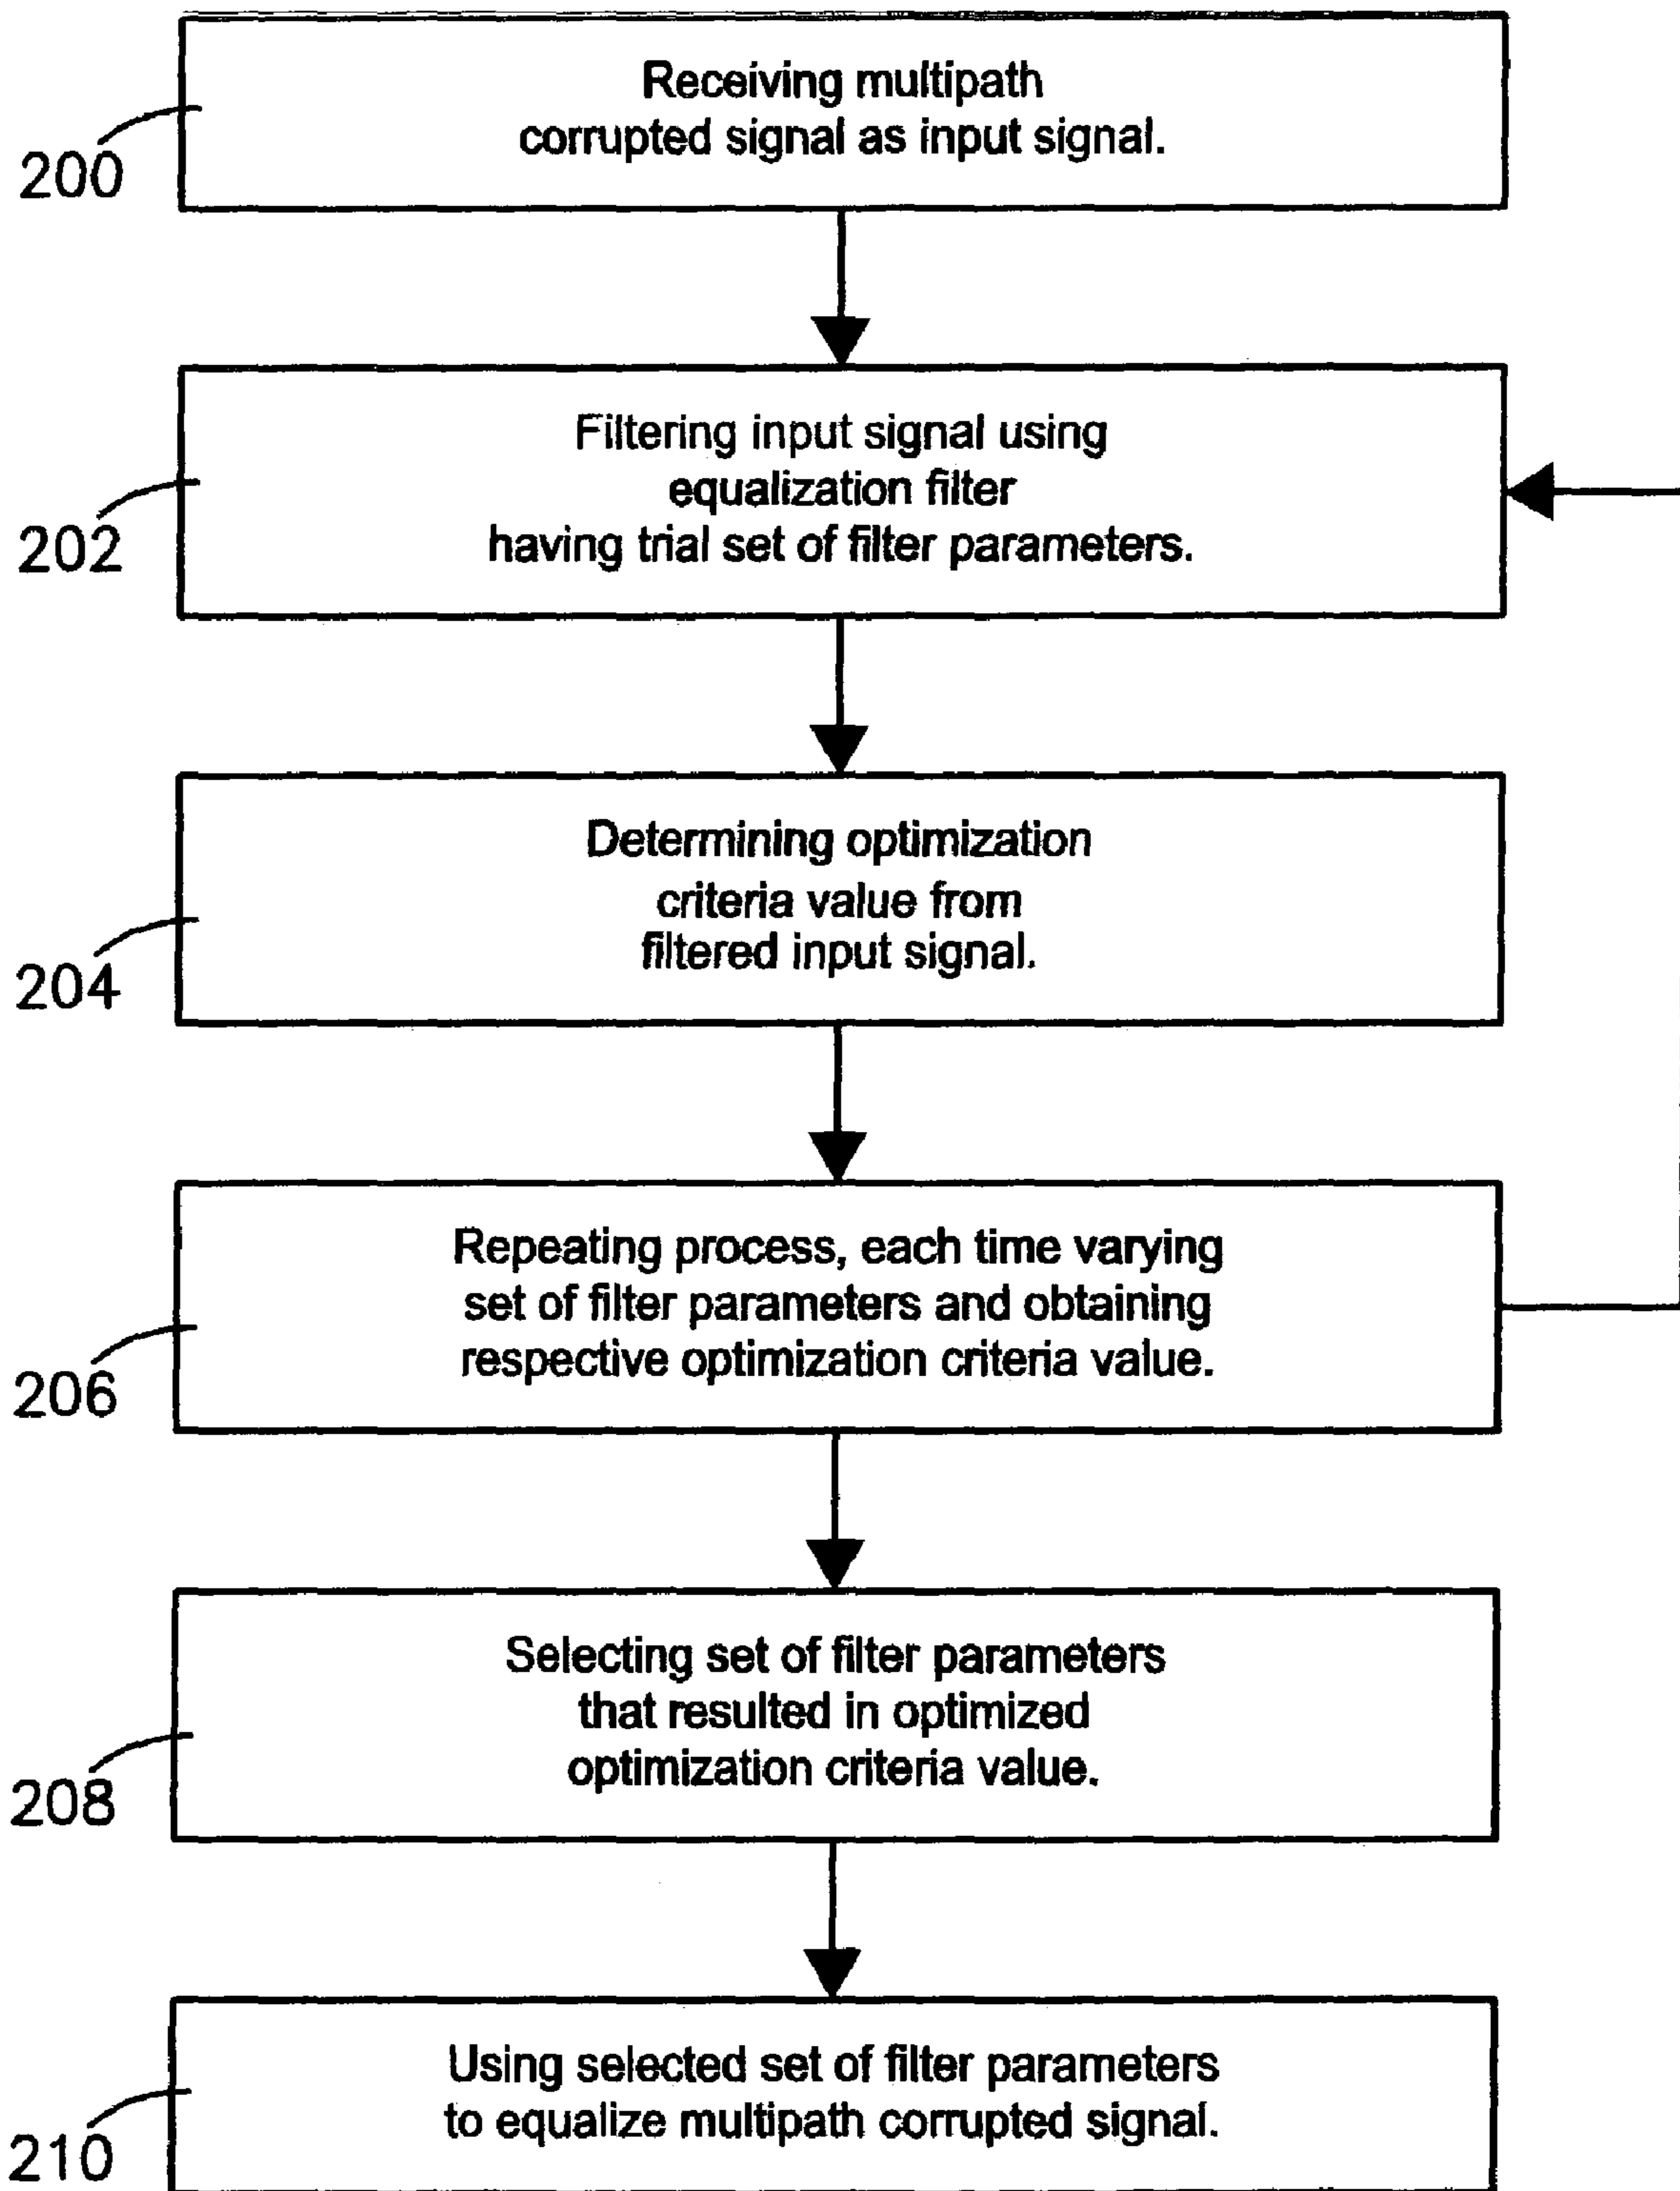 Receiving multipath
corrupted signal as input signal.
200
Filtering input signal using
equalization filter
having trial set of filter parameters.
202
Determining optimization
criteria value from
filtered input signal.
204
Repeating process, each time varying
set of filter parameters and obtaining
respective optimization criteria value.
206
Selecting set of filter parameters
that resulted in optimized
optimization criteria value.
208
Using selected set of filter parameters
to equalize multipath corrupted signal.
210